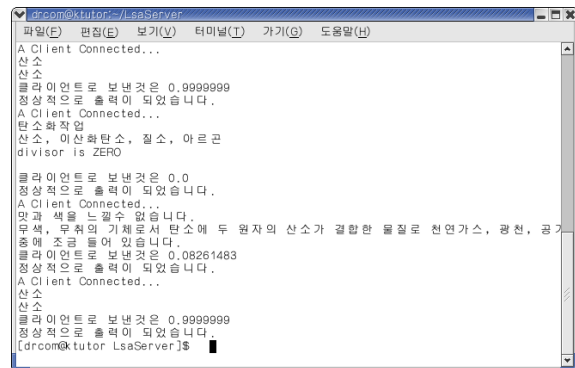 drcom@ktutor:~/LsaServer
파일(F) 편집(E) 보기(V) 터미널(T) 가기(G) 도움말(H)
A Client Connected...
산소
산소
클라이언트로 보낸것은 0.9999999
정상적으로 출력이 되었습니다.
A Client Connected...
탄소화작업
산소, 이산화탄소, 질소, 아르곤
divisor is ZERO
클라이언트로 보낸것은 0.0
정상적으로 출력이 되었습니다.
A Client Connected...
맛과 색을 느낄수 없습니다.
무색, 무취의 기체로서 탄소에 두 원자의 산소가 결합한 물질로 천연가스, 광천, 공기
중에 조금 들어 있습니다.
클라이언트로 보낸것은 0.08261483
정상적으로 출력이 되었습니다.
A Client Connected...
산소
산소
클라이언트로 보낸것은 0.9999999
정상적으로 출력이 되었습니다.
[drcom@ktutor LsaServer]$